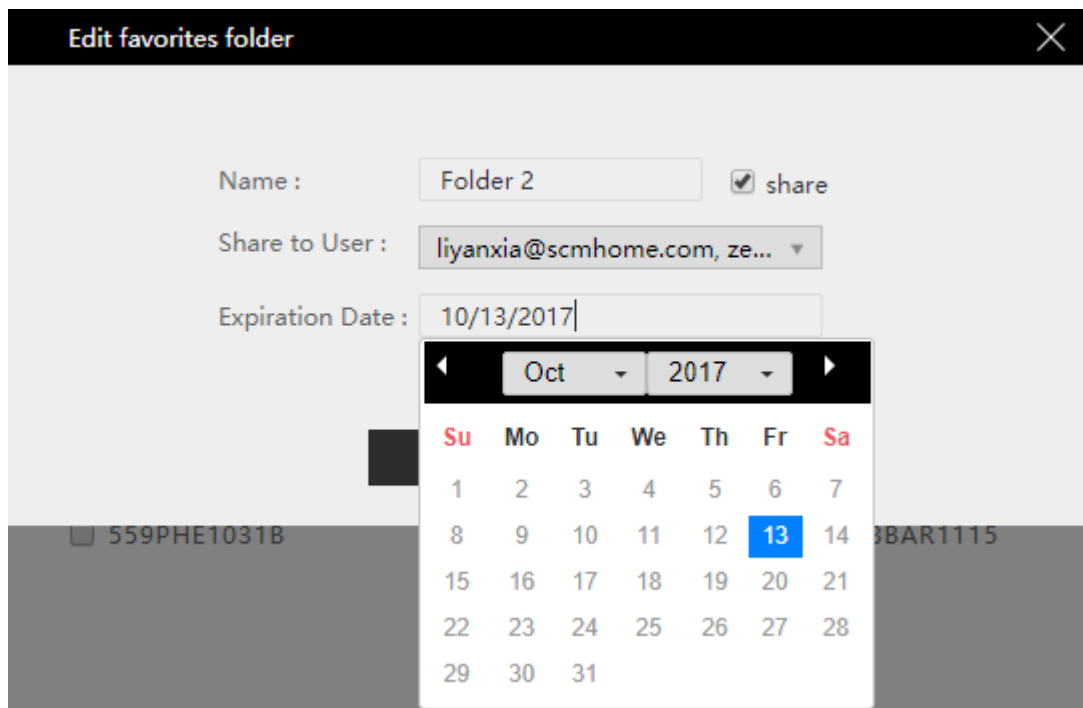 Edit favorites folder
Name : Folder 2 share
Share to User : liyanxia@scmhome.com, ze...
Expiration Date : 10/13/2017
Oct 2017
Su Mo Tu We Th Fr Sa
1 2 3 4 5 6 7
559PHE1031B 8 9 10 11 12 13 14 BBAR1115
15 16 17 18 19 20 21
22 23 24 25 26 27 28
29 30 31